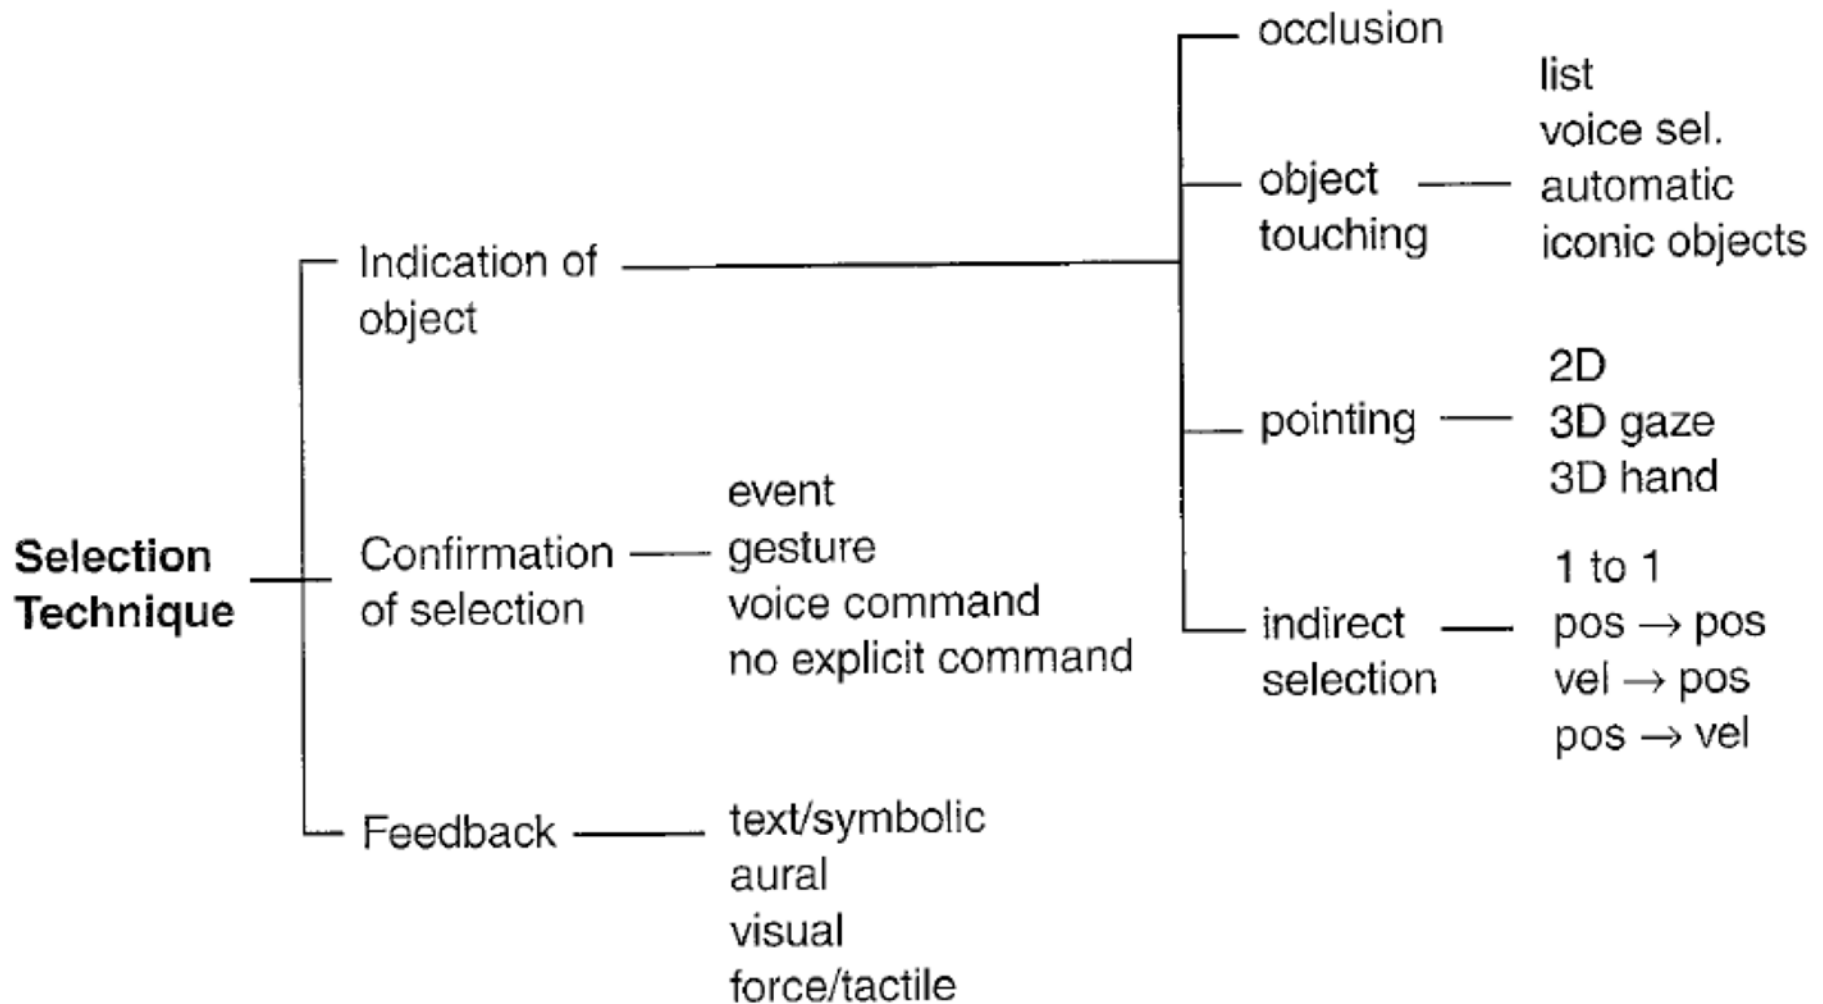 Selection
Technique
Indication of
object
Confirmation
of selection
event
gesture
voice command
no explicit command
Feedback
text/symbolic
aural
visual
force/tactile
occlusion
object
touching
list
voice sel.
automatic
iconic objects
pointing
2D
3D gaze
3D hand
indirect
selection
1 to 1
pos → pos
vel → pos
pos → vel